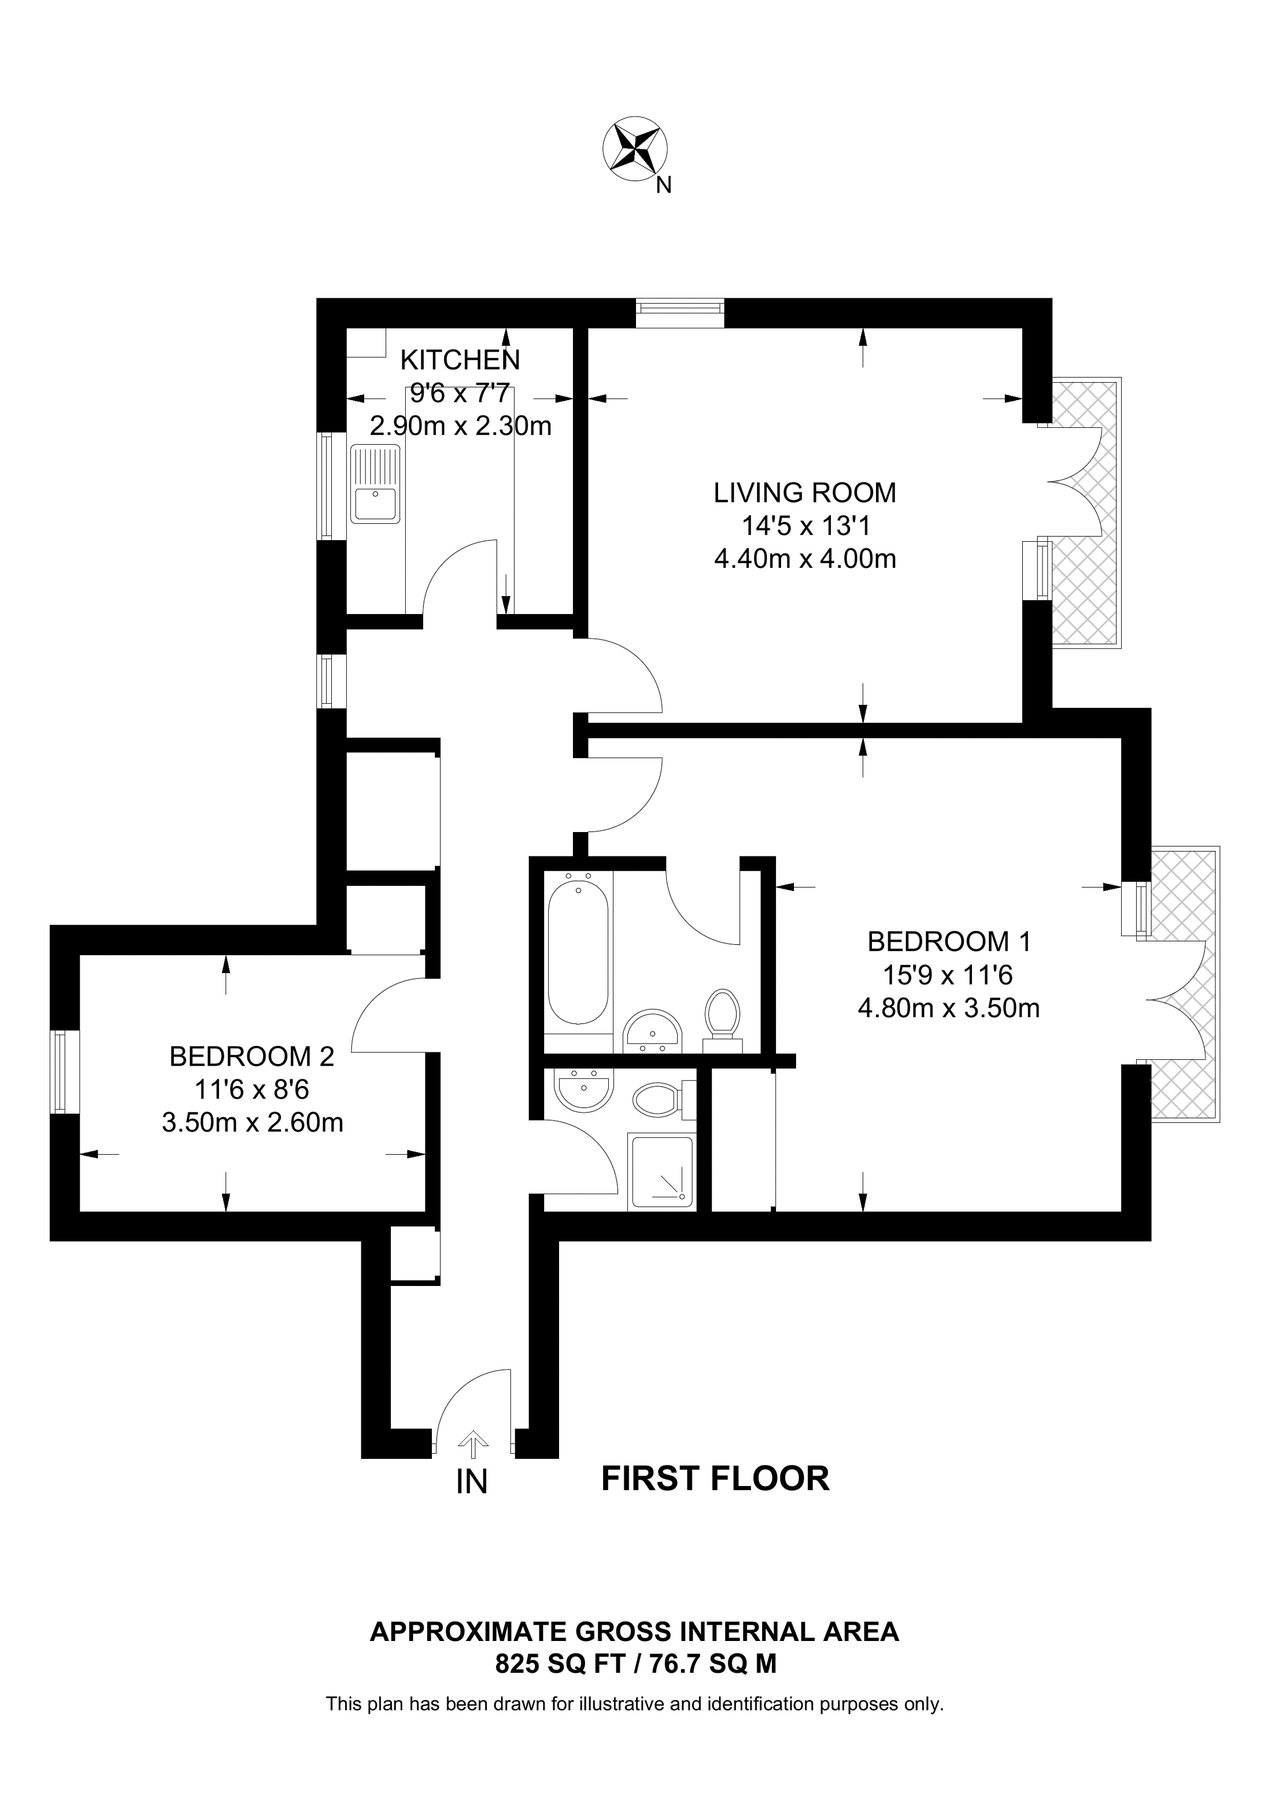 N
KITCHEN
9'6 x 7'7
2.90m x 2.30m
LIVING ROOM
14'5 x 13'1
4.40m x 4.00m
BEDROOM 1
15'9 x 11'6
4.80m x 3.50m
BEDROOM 2
11'6 x 8'6
3.50m x 2.60m
IN
FIRST FLOOR
APPROXIMATE GROSS INTERNAL AREA
825 SQ FT / 76.7 SQ M
This plan has been drawn for illustrative and identification purposes only.